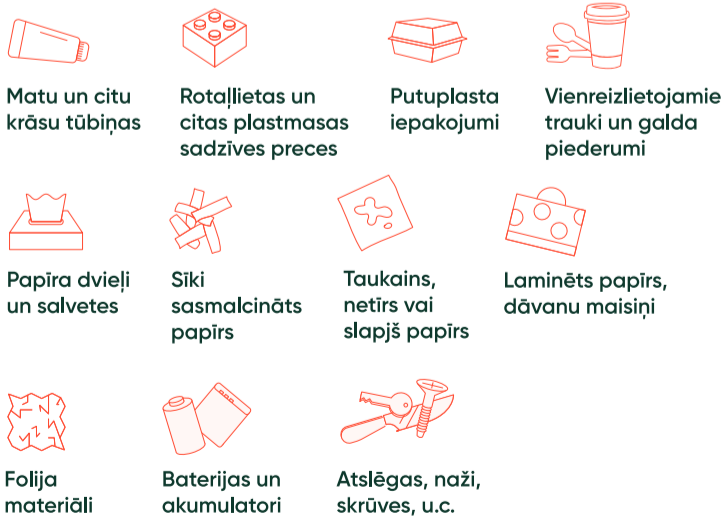 Matu un citu
krāsu tūbiņas
Rotaļlietas un
citas plastmasas
sadzīves preces
Putuplasta
iepakojumi
Vienreizlietojamie
trauki un galda
piederumi
Papīra dvieļi
un salvetes
Sīki
sasmalcināts
papīrs
Taukains,
netīrs vai
slapjš papīrs
Laminēts papīrs,
dāvanu maisiņi
Folija
materiāli
Baterijas un
akumulatori
Atslēgas, naži,
skrūves, u.c.